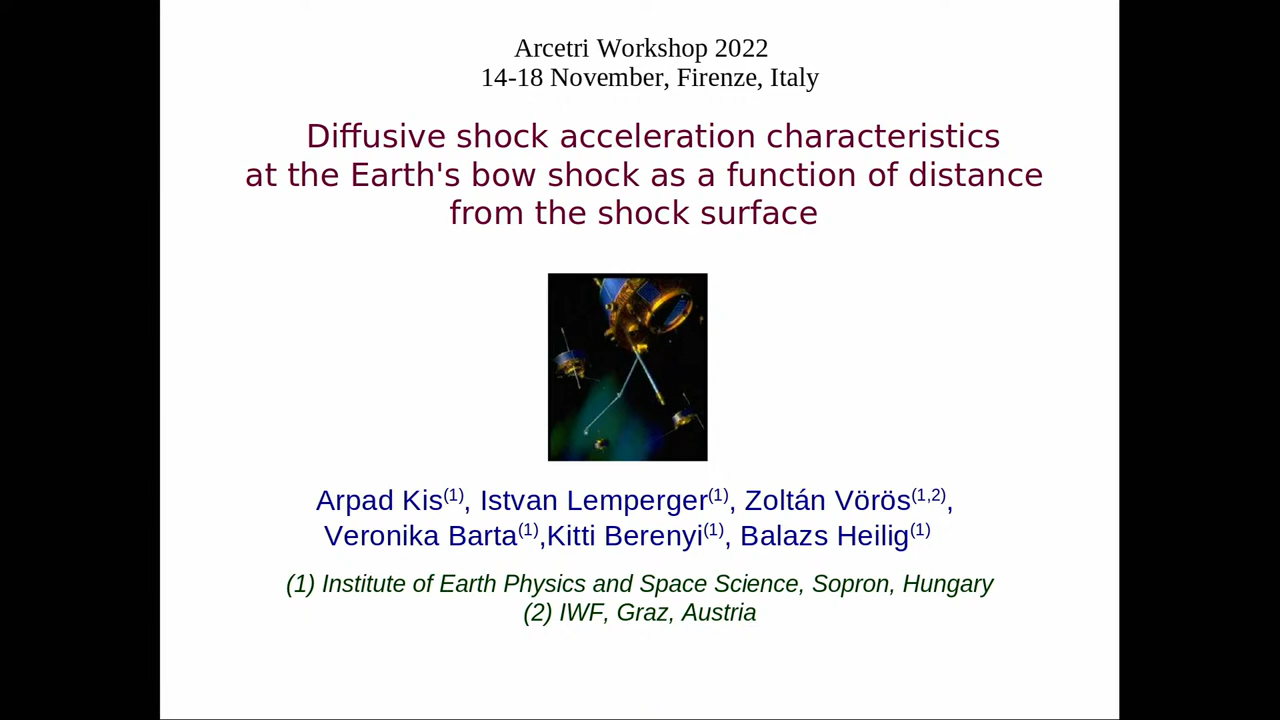 Arcetri Workshop 2022
14-18 November, Firenze, Italy
Diffusive shock acceleration characteristics
at the Earth's bow shock as a function of distance
from the shock surface
Arpad Kis(1), Istvan Lemperger(1), Zoltán Vörös(1,2),
Veronika Barta(1),Kitti Berenyi(1), Balazs Heilig(1)
(1) Institute of Earth Physics and Space Science, Sopron, Hungary
(2) IWF, Graz, Austria